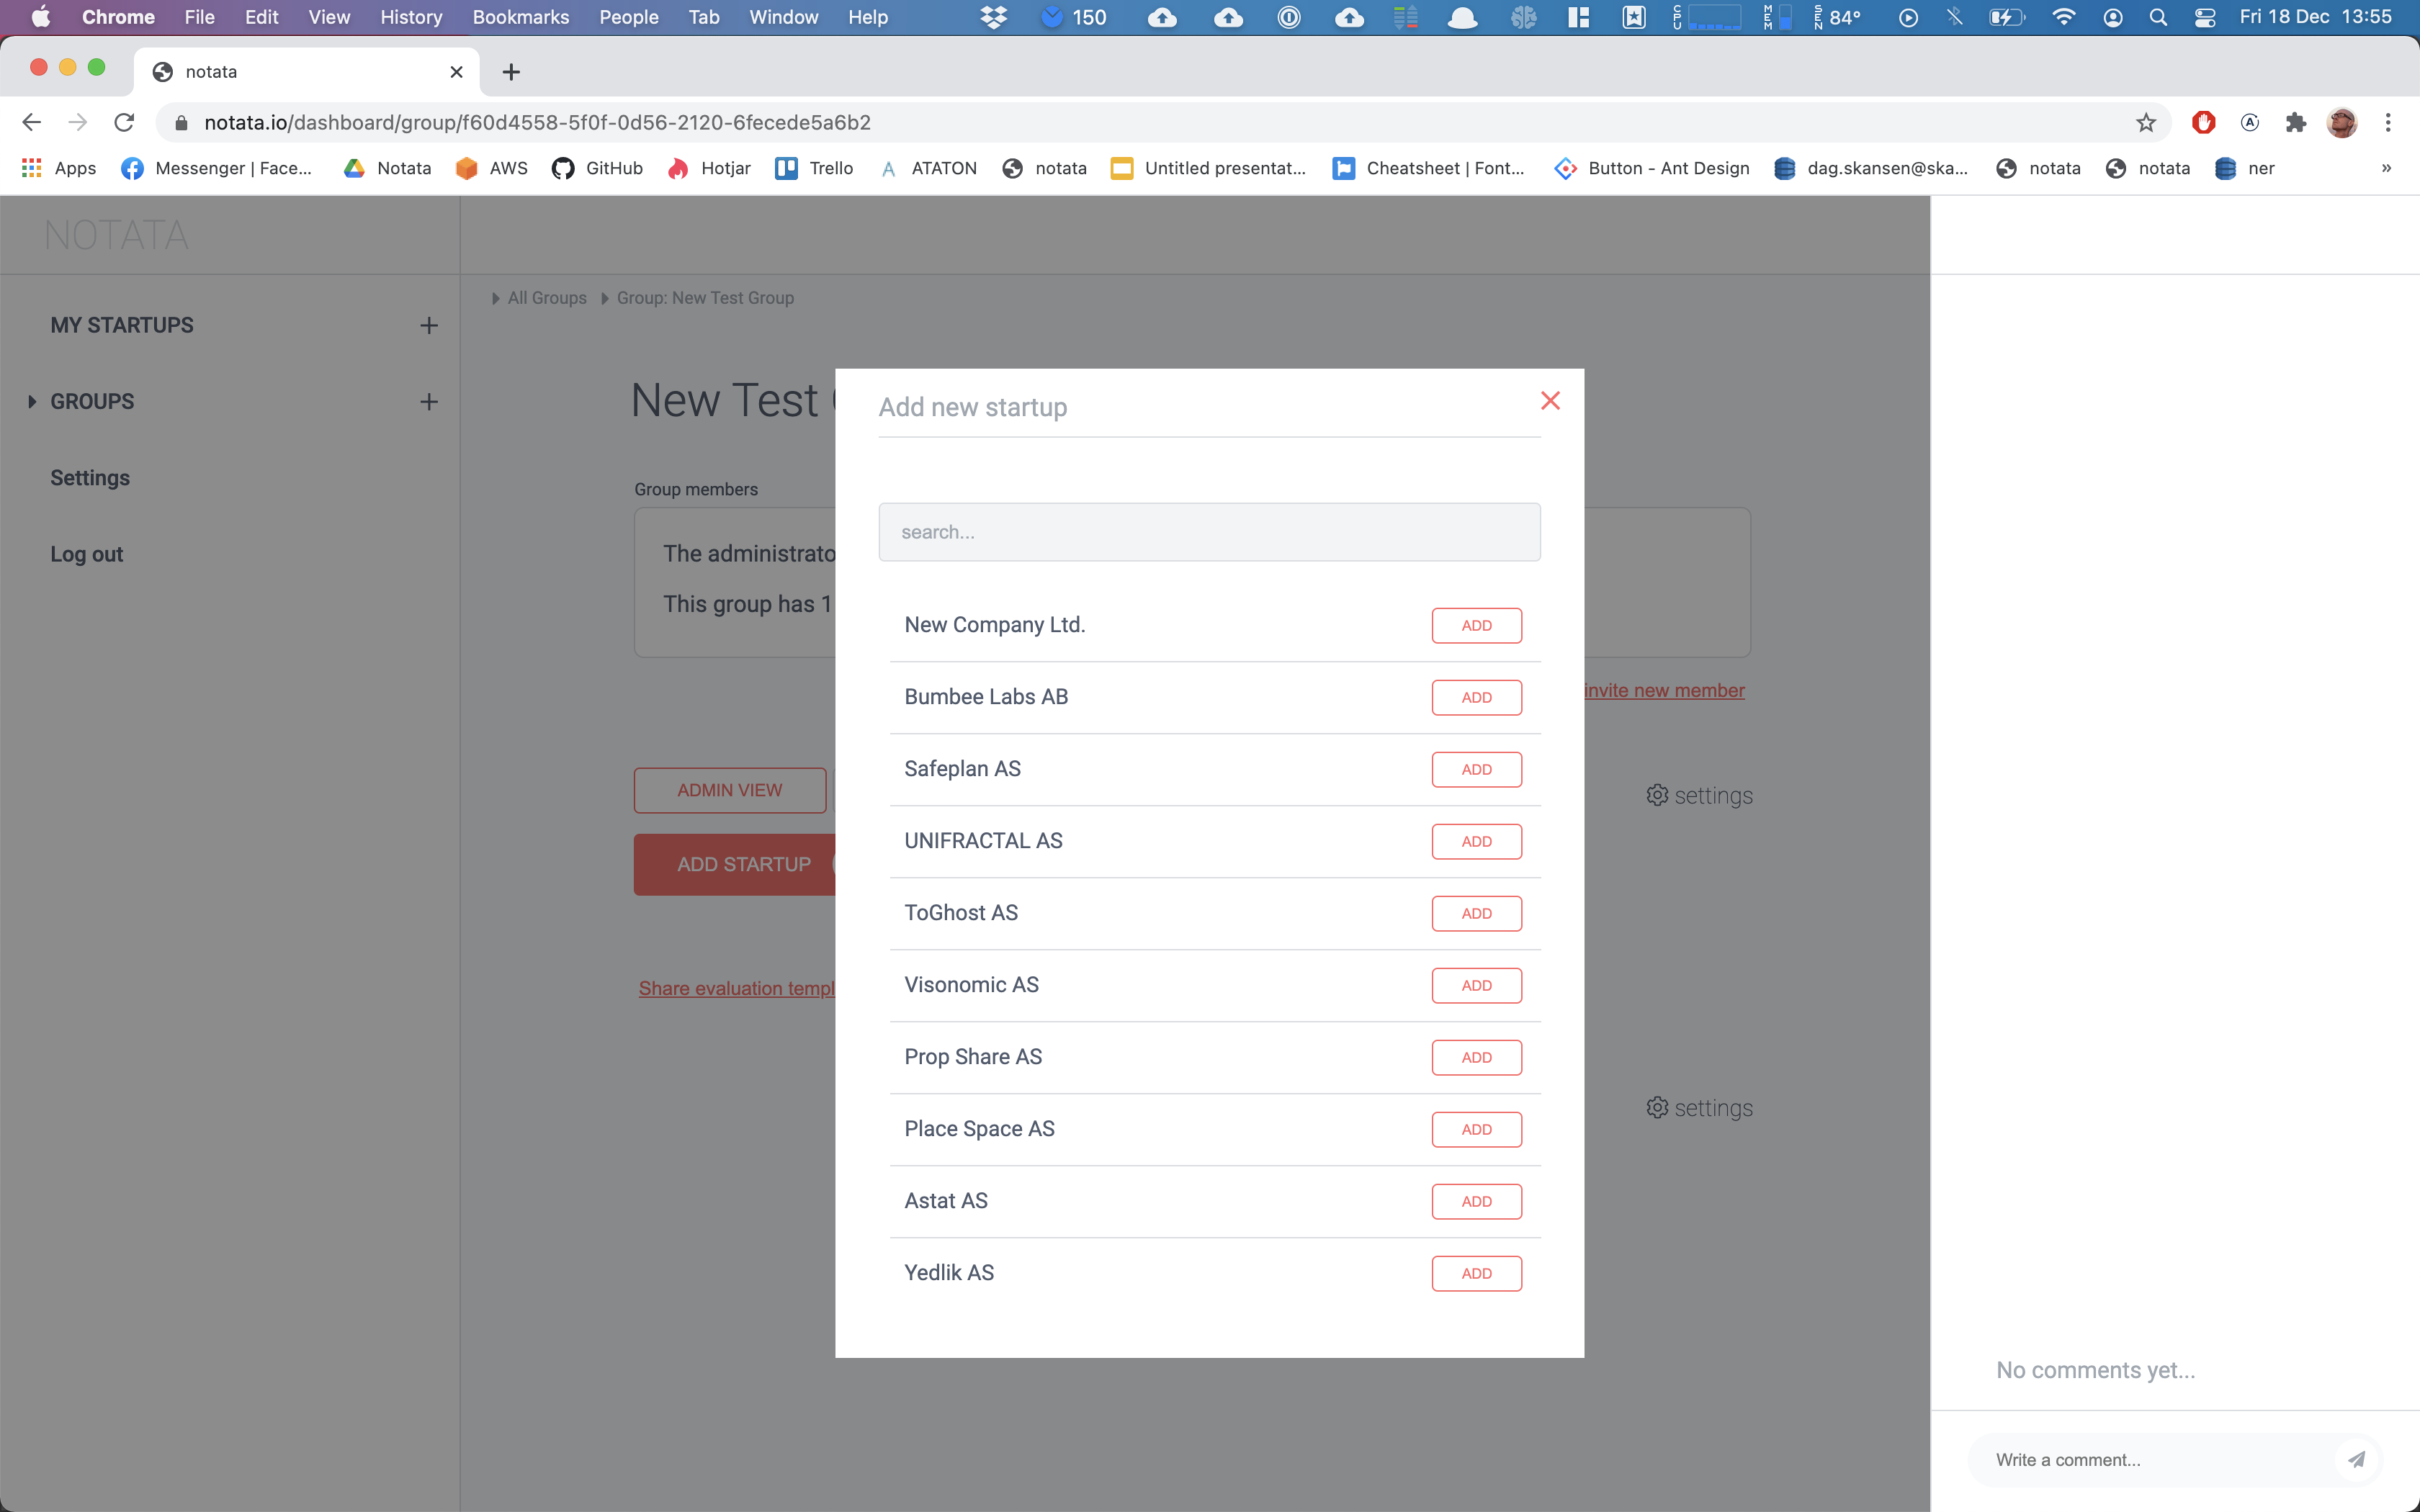 Chrome File Edit View History Bookmarks People Tab Window Help 150 CPU MEM SEN 84° Fri 18 Dec 13:55
notata
notata.io/dashboard/group/f60d4558-5f0f-0d56-2120-6fecede5a6b2
Apps Messenger | Face... Notata AWS GitHub Hotjar Trello ATATON notata Untitled presentat... Cheatsheet | Font... Button - Ant Design dag.skansen@ska... notata notata ner »
NOTATA
All Groups Group: New Test Group
MY STARTUPS
GROUPS
Settings
Log out
New Test
Group members
The administrato
This group has 1
invite new member
ADMIN VIEW
settings
ADD STARTUP
Share evaluation templ
settings
Add new startup
search...
New Company Ltd. ADD
Bumbee Labs AB ADD
Safeplan AS ADD
UNIFRACTAL AS ADD
ToGhost AS ADD
Visonomic AS ADD
Prop Share AS ADD
Place Space AS ADD
Astat AS ADD
Yedlik AS ADD
No comments yet...
Write a comment...